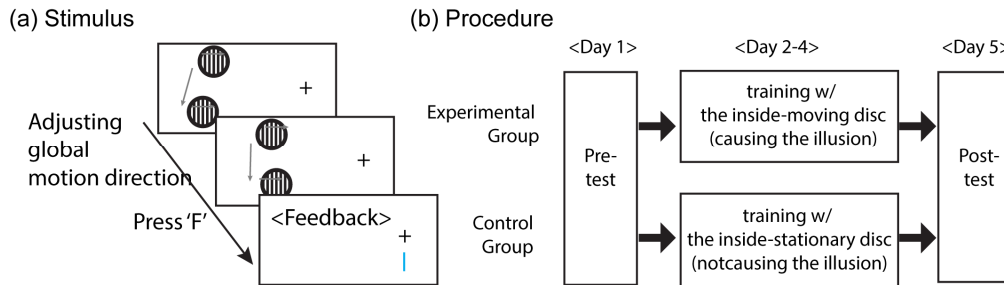 (a) Stimulus
+
+
Adjusting
global
motion direction
Press 'F'
<Feedback>
+
(b) Procedure
<Day 1>
<Day 2-4>
<Day 5>
Experimental
Group
Control
Group
Pre-
test
training w/
the inside-moving disc
(causing the illusion)
training w/
the inside-stationary disc
(notcausing the illusion)
Post-
test